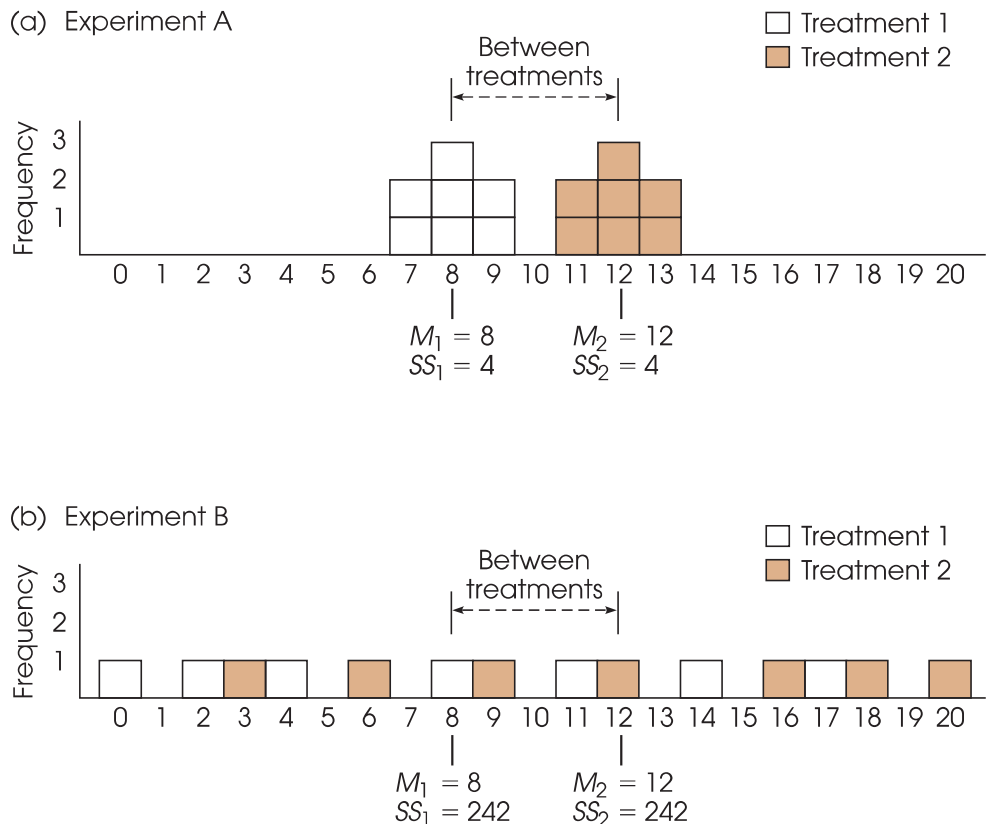 (a) Experiment A
Treatment 1
Treatment 2
Between
treatments
Frequency
3
2
1
0 1 2 3 4 5 6 7 8 9 10 11 12 13 14 15 16 17 18 19 20
M1 = 8 M2 = 12
SS1 = 4 SS2 = 4
(b) Experiment B
Treatment 1
Treatment 2
Between
treatments
Frequency
3
2
1
0 1 2 3 4 5 6 7 8 9 10 11 12 13 14 15 16 17 18 19 20
M1 = 8 M2 = 12
SS1 = 242 SS2 = 242